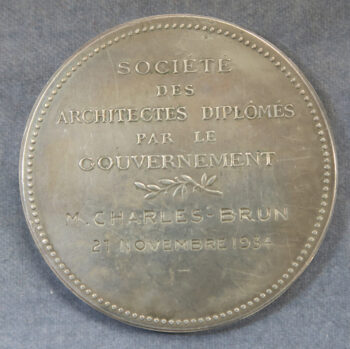 SOCIÉTÉ
DES
ARCHITECTES DIPLÔMÉS
PAR LE
GOUVERNEMENT
M. CHARLES BRUN
21 NOVEMBRE 1934